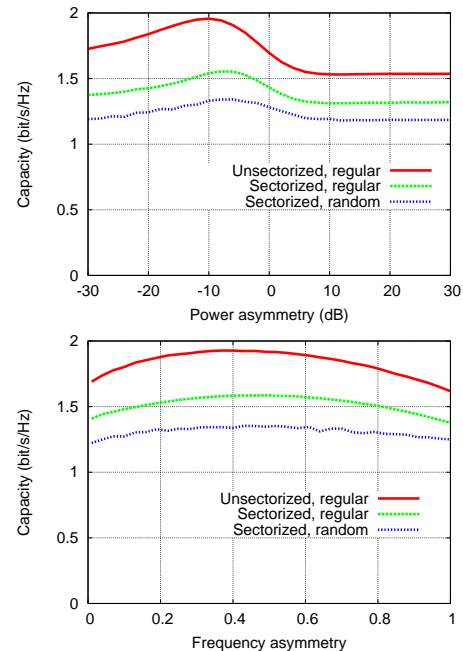 2
1.5
1
0.5
0
Capacity (bit/s/Hz)
Unsectorized, regular
Sectorized, regular
Sectorized, random
-30 -20 -10 0 10 20 30
Power asymmetry (dB)
2
1.5
1
0.5
0
Capacity (bit/s/Hz)
Unsectorized, regular
Sectorized, regular
Sectorized, random
0 0.2 0.4 0.6 0.8 1
Frequency asymmetry